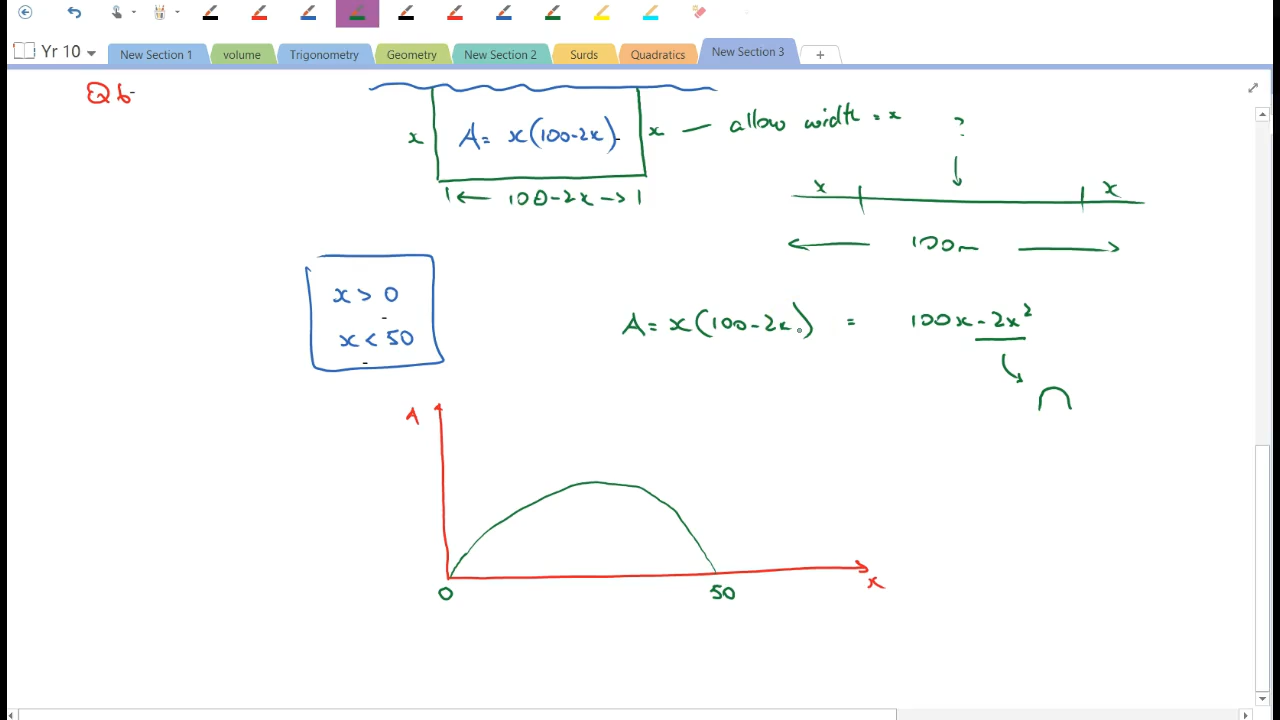 Yr 10
New Section 1
volume
Trigonometry
Geometry
New Section 2
Surds
Quadratics
New Section 3
+
Q6
A= x(100-2x)
x
x — allow width = x
?
100-2x
x
x
100m
x > 0
x < 50
A= x(100-2x) = 100x - 2x²
A
0
50
x